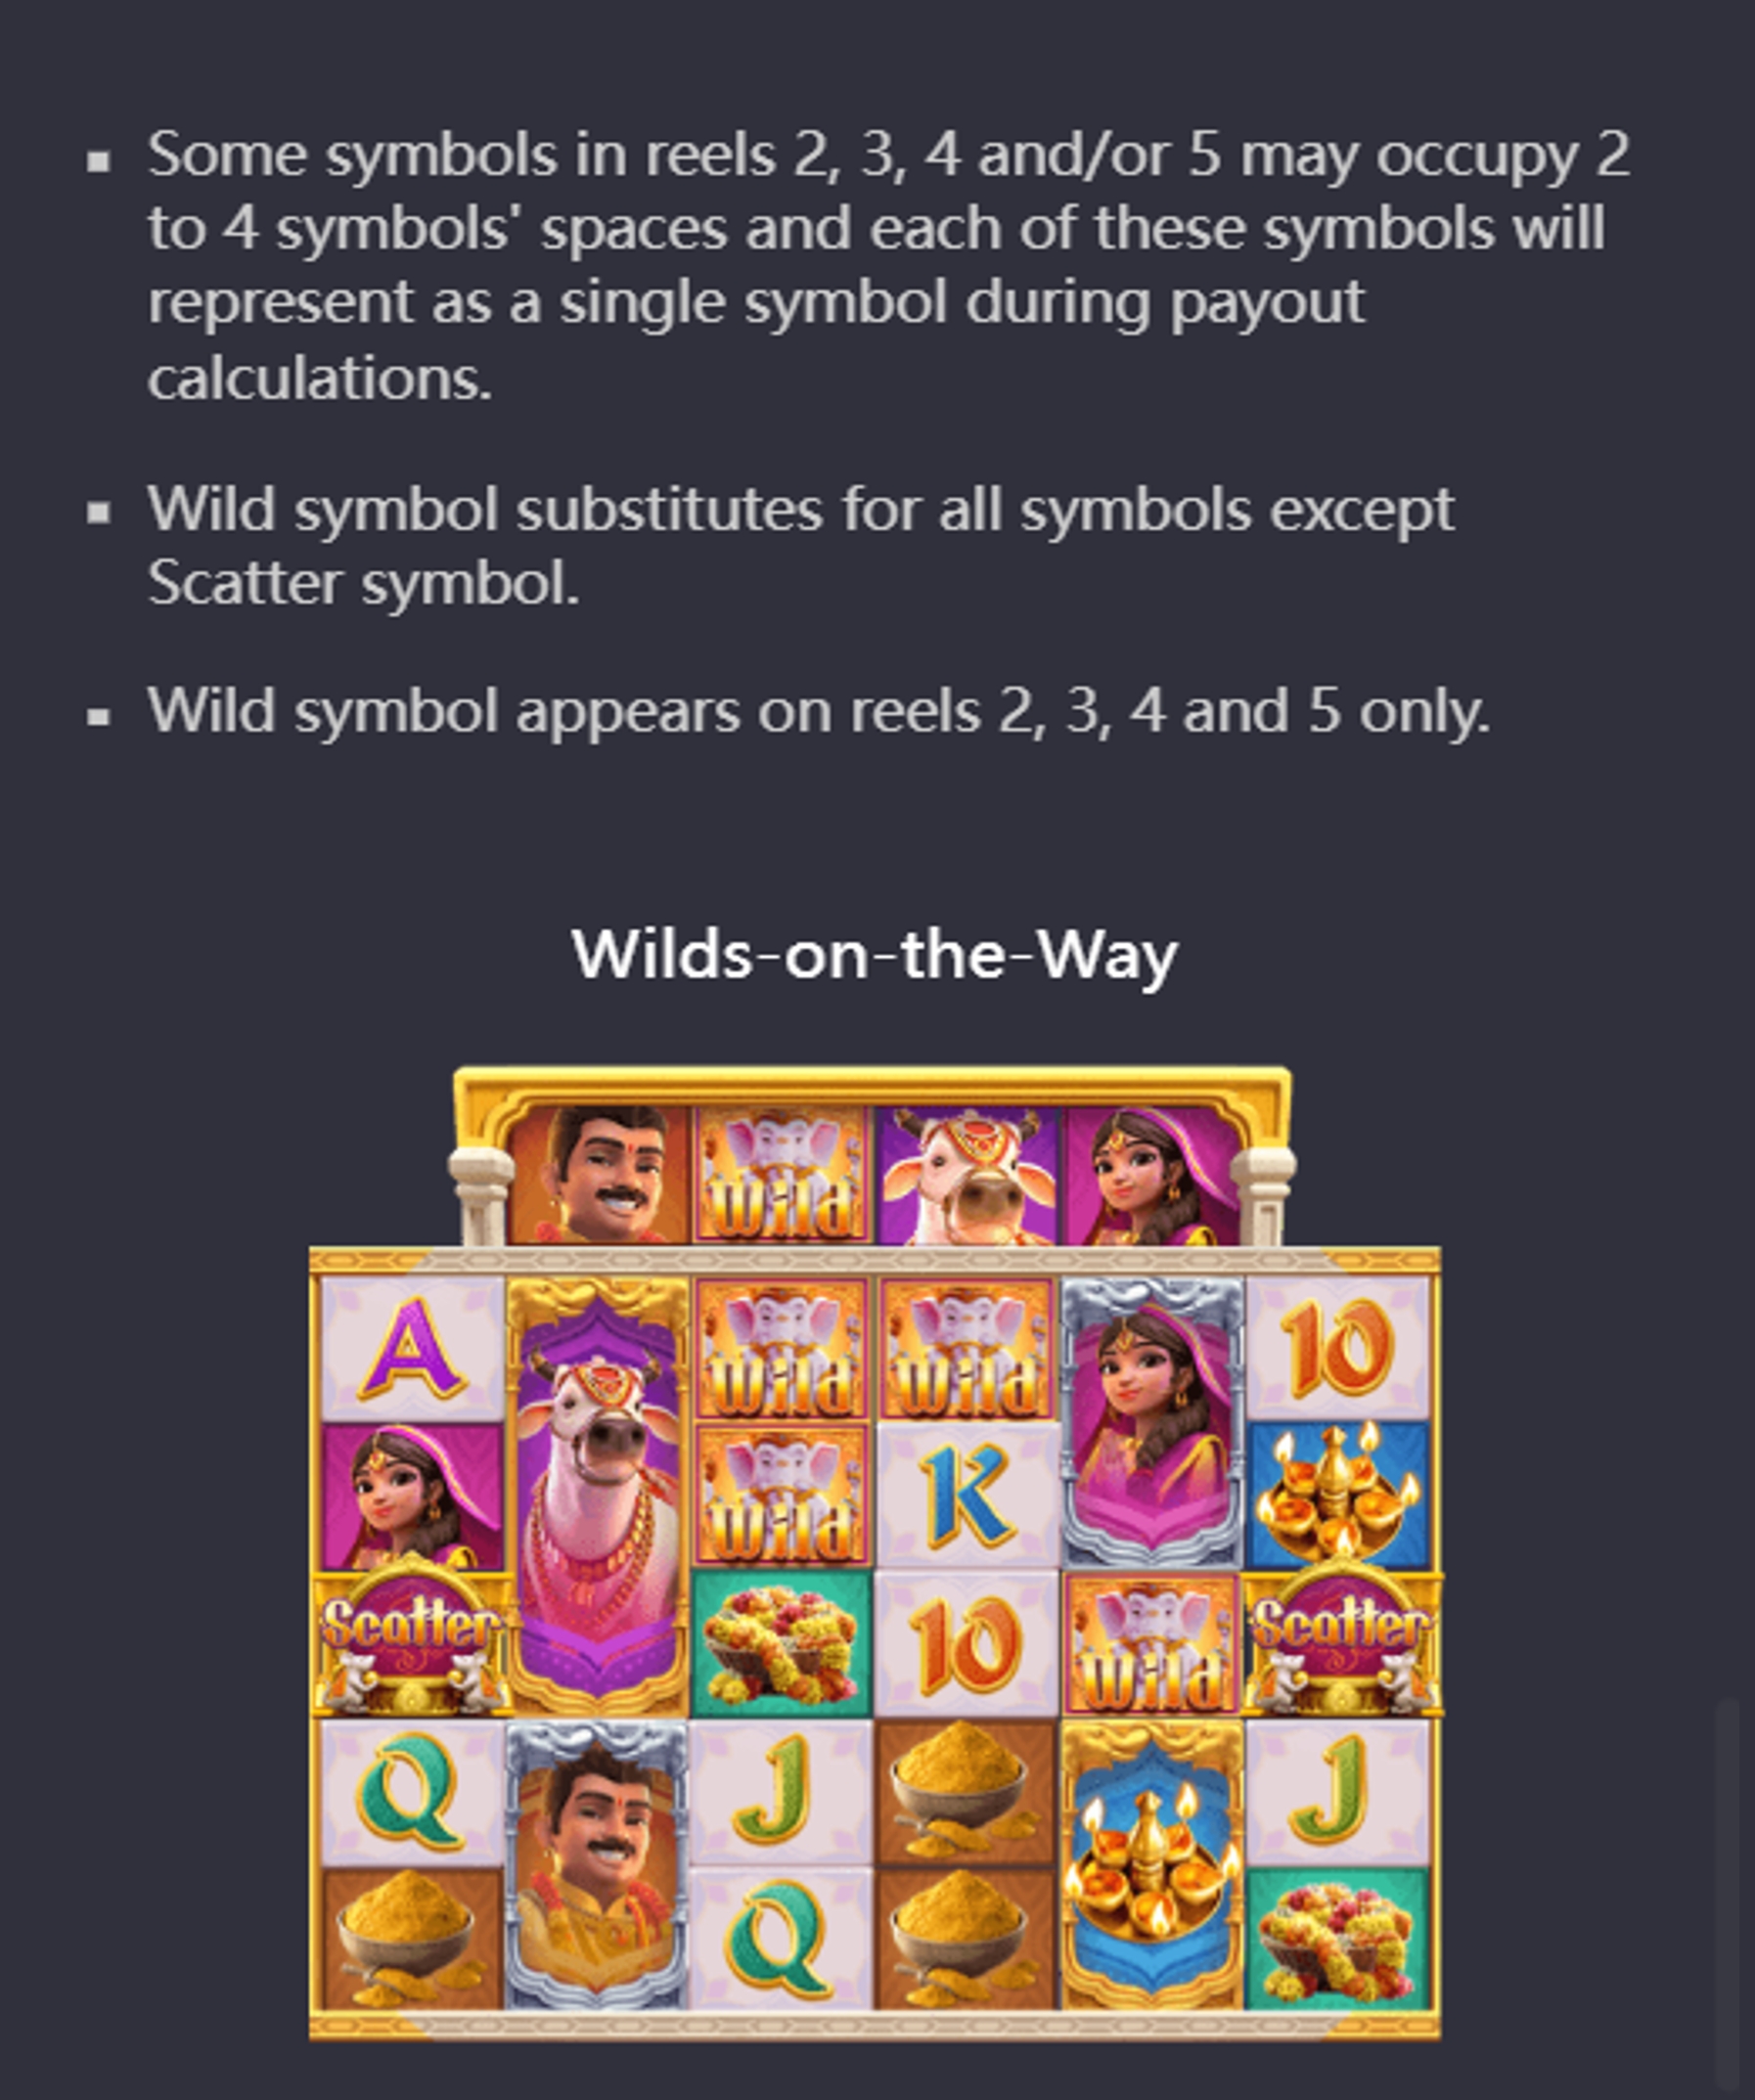 Some symbols in reels 2, 3, 4 and/or 5 may occupy 2
to 4 symbols' spaces and each of these symbols will
represent as a single symbol during payout
calculations.
Wild symbol substitutes for all symbols except
Scatter symbol.
Wild symbol appears on reels 2, 3, 4 and 5 only.
Wilds-on-the-Way
Wild
A Wild Wild 10
Wild K
Scatter 10 Wild Scatter
Q J J
Q